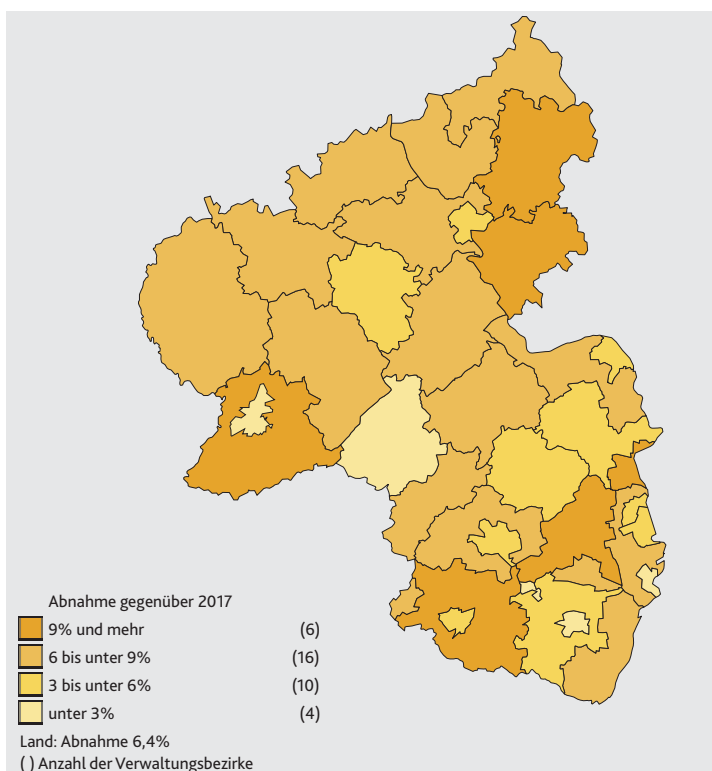 Abnahme gegenüber 2017
9% und mehr (6)
6 bis unter 9% (16)
3 bis unter 6% (10)
unter 3% (4)
Land: Abnahme 6,4%
( ) Anzahl der Verwaltungsbezirke